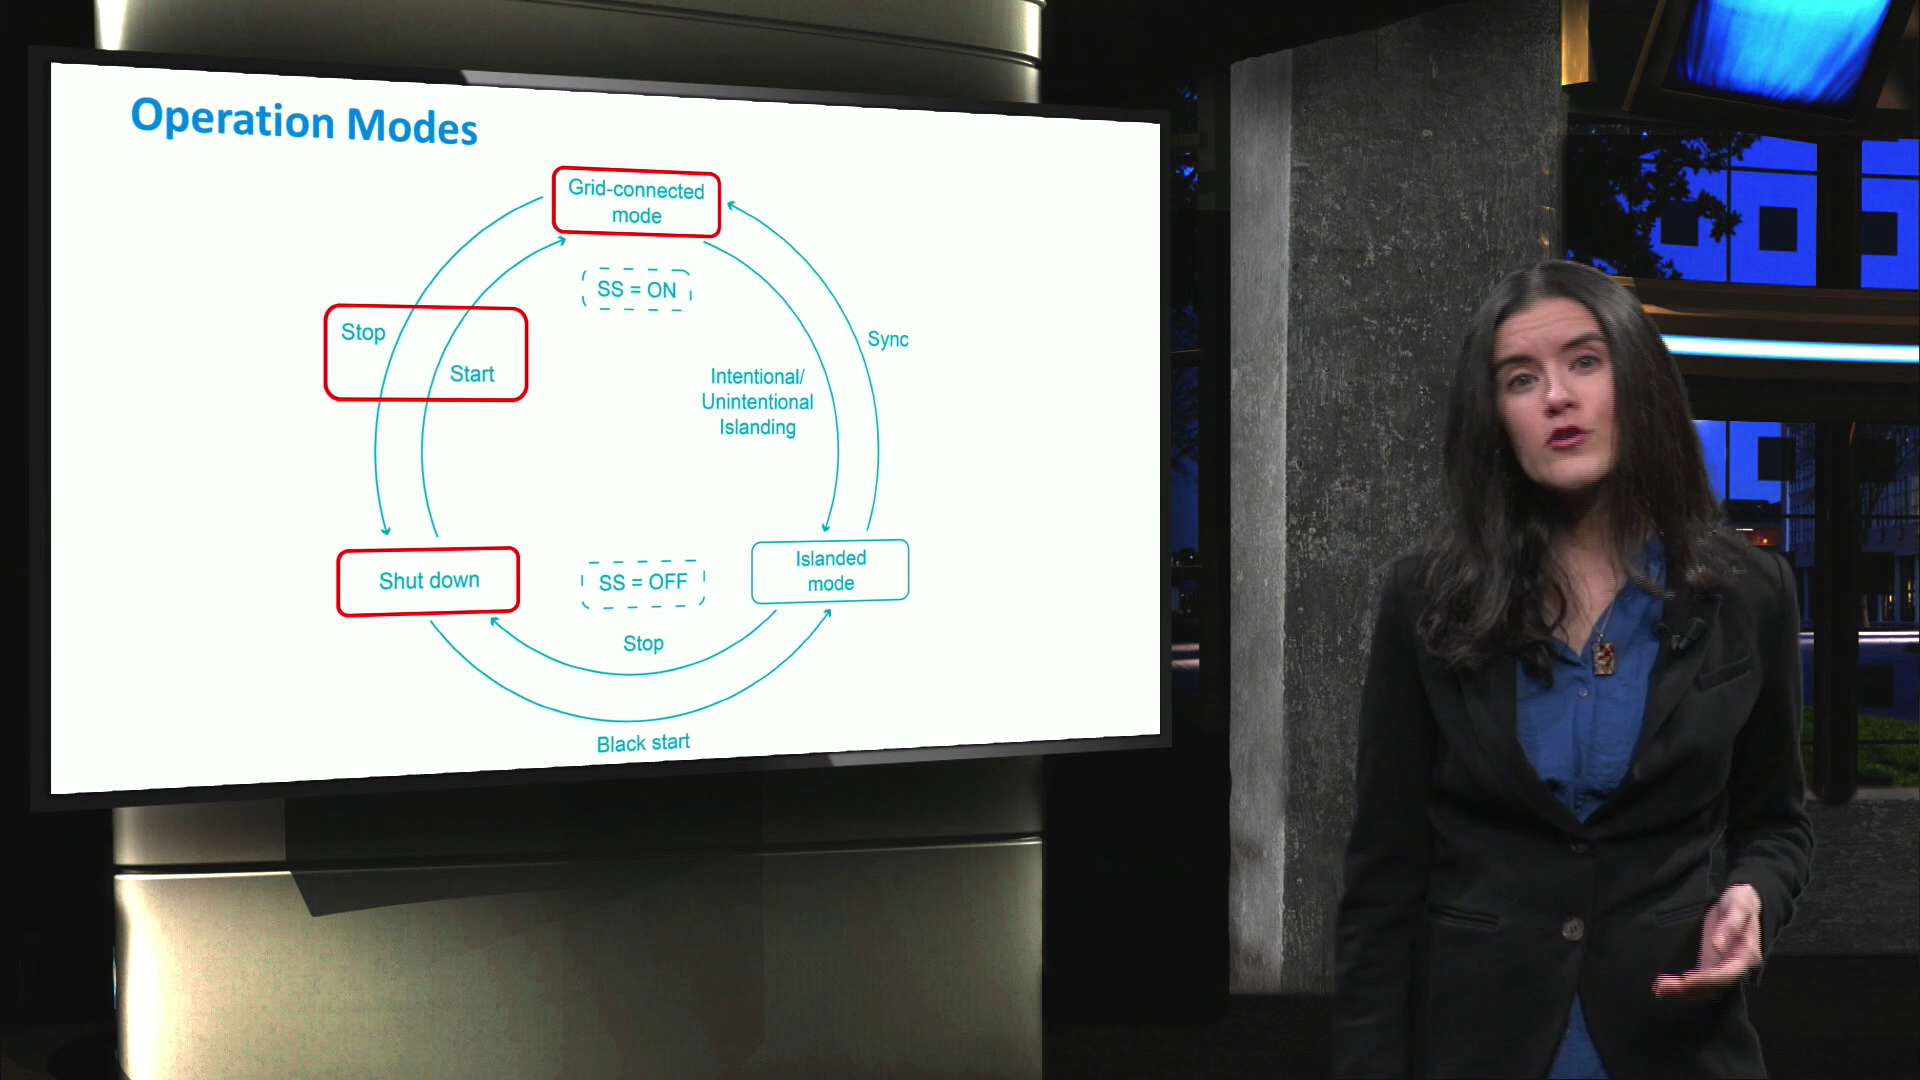 Operation Modes
Grid-connected
mode
SS = ON
Stop
Start
Sync
Intentional/
Unintentional
Islanding
Shut down
SS = OFF
Islanded
mode
Stop
Black start